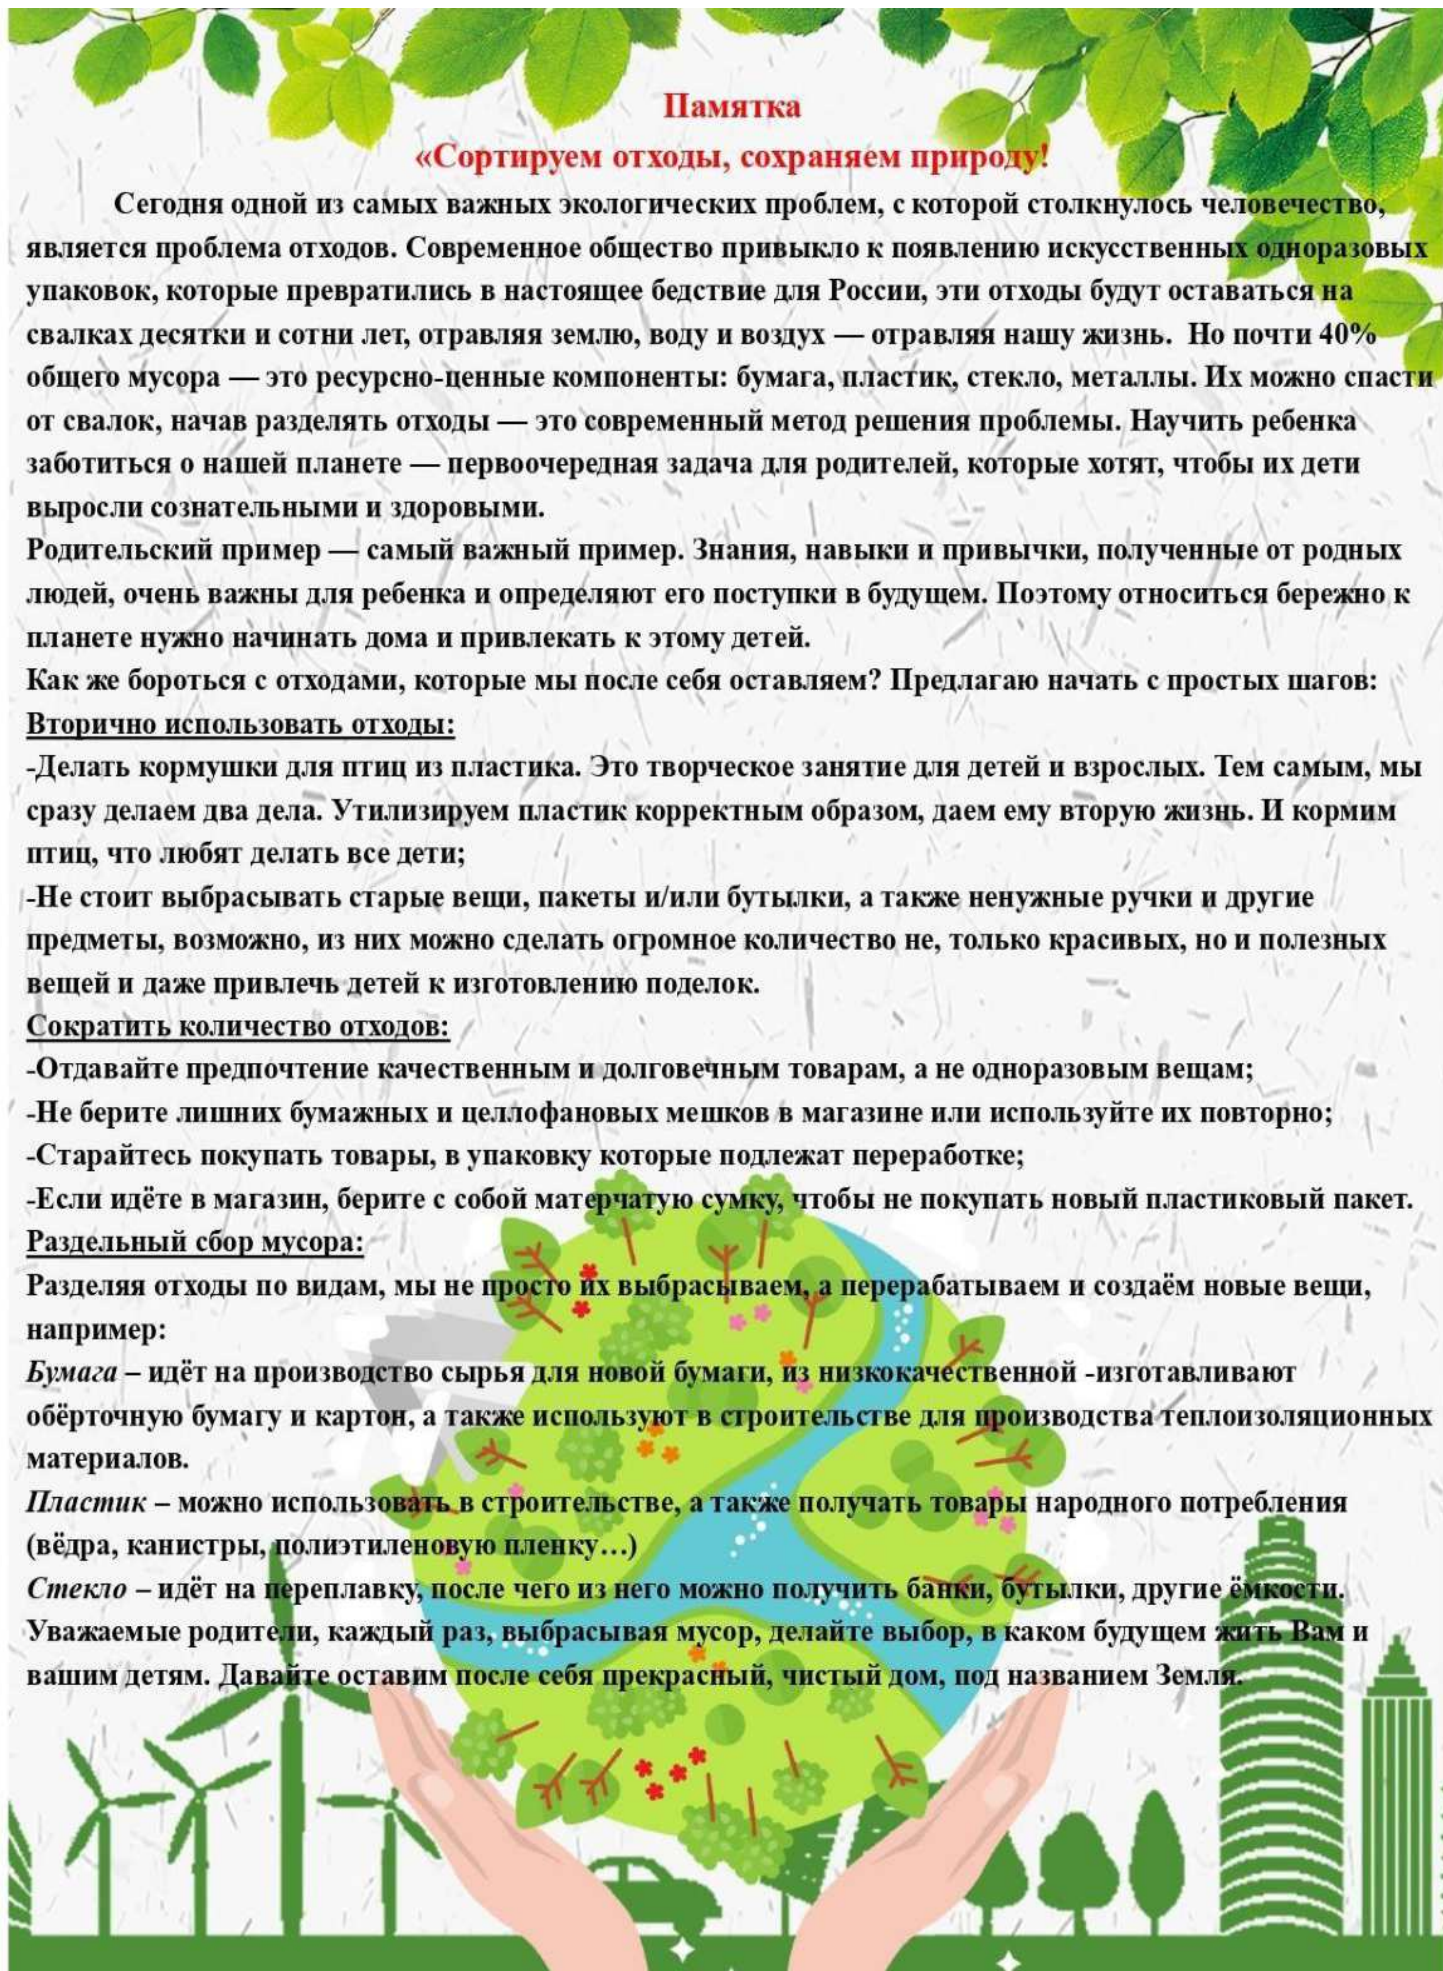 Памятка
«Сортируем отходы, сохраняем природу!
Сегодня одной из самых важных экологических проблем, с которой столкнулось человечество,
является проблема отходов. Современное общество привыкло к появлению искусственных одноразовых
упаковок, которые превратились в настоящее бедствие для России, эти отходы будут оставаться на
свалках десятки и сотни лет, отравляя землю, воду и воздух — отравляя нашу жизнь.  Но почти 40%
общего мусора — это ресурсно-ценные компоненты: бумага, пластик, стекло, металлы. Их можно спасти
от свалок, начав разделять отходы — это современный метод решения проблемы. Научить ребенка
заботиться о нашей планете — первоочередная задача для родителей, которые хотят, чтобы их дети
выросли сознательными и здоровыми.
Родительский пример — самый важный пример. Знания, навыки и привычки, полученные от родных
людей, очень важны для ребенка и определяют его поступки в будущем. Поэтому относиться бережно к
планете нужно начинать дома и привлекать к этому детей.
Как же бороться с отходами, которые мы после себя оставляем? Предлагаю начать с простых шагов:
Вторично использовать отходы:
-Делать кормушки для птиц из пластика. Это творческое занятие для детей и взрослых. Тем самым, мы
сразу делаем два дела. Утилизируем пластик корректным образом, даем ему вторую жизнь. И кормим
птиц, что любят делать все дети;
-Не стоит выбрасывать старые вещи, пакеты и/или бутылки, а также ненужные ручки и другие
предметы, возможно, из них можно сделать огромное количество не, только красивых, но и полезных
вещей и даже привлечь детей к изготовлению поделок.
Сократить количество отходов:
-Отдавайте предпочтение качественным и долговечным товарам, а не одноразовым вещам;
-Не берите лишних бумажных и целлофановых мешков в магазине или используйте их повторно;
-Старайтесь покупать товары, в упаковку которые подлежат переработке;
-Если идёте в магазин, берите с собой матерчатую сумку, чтобы не покупать новый пластиковый пакет.
Раздельный сбор мусора:
Разделяя отходы по видам, мы не просто их выбрасываем, а перерабатываем и создаём новые вещи,
например:
Бумага – идёт на производство сырья для новой бумаги, из низкокачественной -изготавливают
обёрточную бумагу и картон, а также используют в строительстве для производства теплоизоляционных
материалов.
Пластик – можно использовать в строительстве, а также получать товары народного потребления
(вёдра, канистры, полиэтиленовую пленку…)
Стекло – идёт на переплавку, после чего из него можно получить банки, бутылки, другие ёмкости.
Уважаемые родители, каждый раз, выбрасывая мусор, делайте выбор, в каком будущем жить Вам и
вашим детям. Давайте оставим после себя прекрасный, чистый дом, под названием Земля.